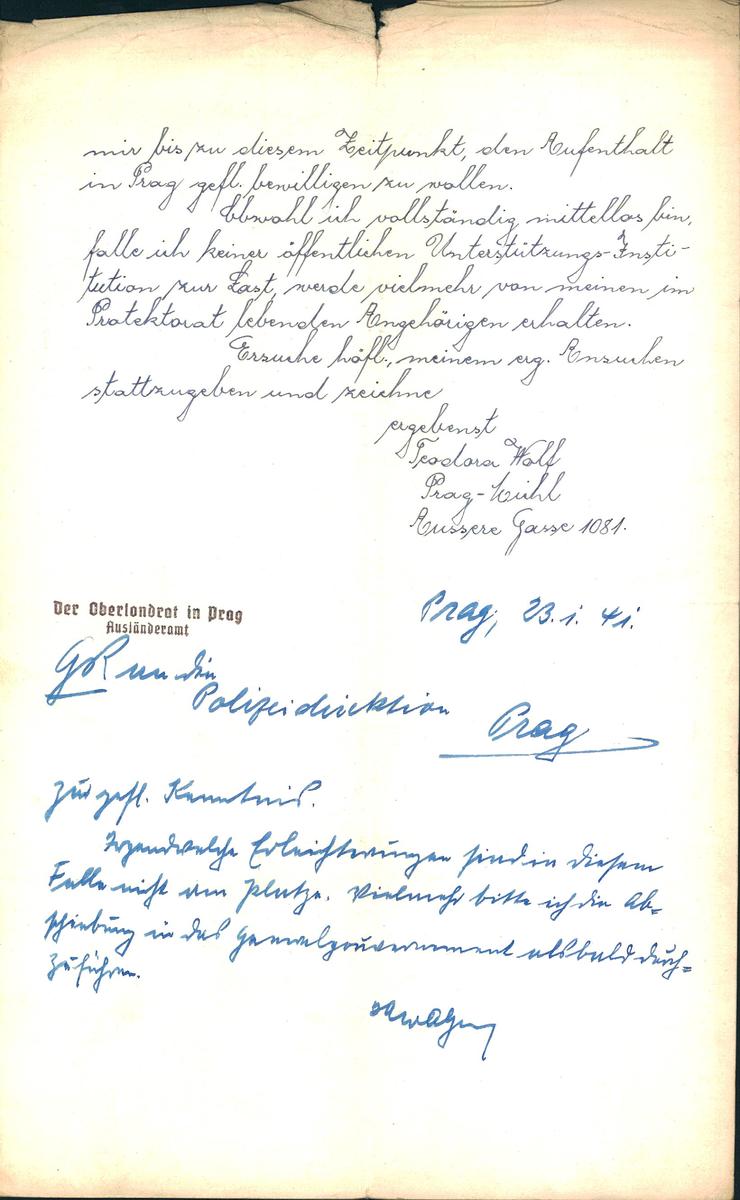 mir bis zu diesem Zeitpunkt, den Aufenthalt
in Prag gefl. bewilligen zu wollen.
Obwohl ich vollständig mittellos bin,
falle ich keiner öffentlichen Unterstützungs-Insti-
tution zur Last, werde vielmehr von meinen im
Protektorat lebenden Angehörigen erhalten.
Ersuche höfl., meinem erg. Ansuchen
stattzugeben und zeichne
ergebenst
Teodora Wolf
Prag-
Aussere Gasse 1081.
Der Oberlandrat in Prag
Ausländeramt
Prag, 23. 1. 41.
an die
Polizeidirektion
Prag
zur gefl. Kenntnis.
Irgendwelche Erleichterungen sind in diesem
Falle nicht am Platze. Vielmehr bitte ich die Ab-
schiebung in das Generalgouvernement alsbald durch-
zuführen.